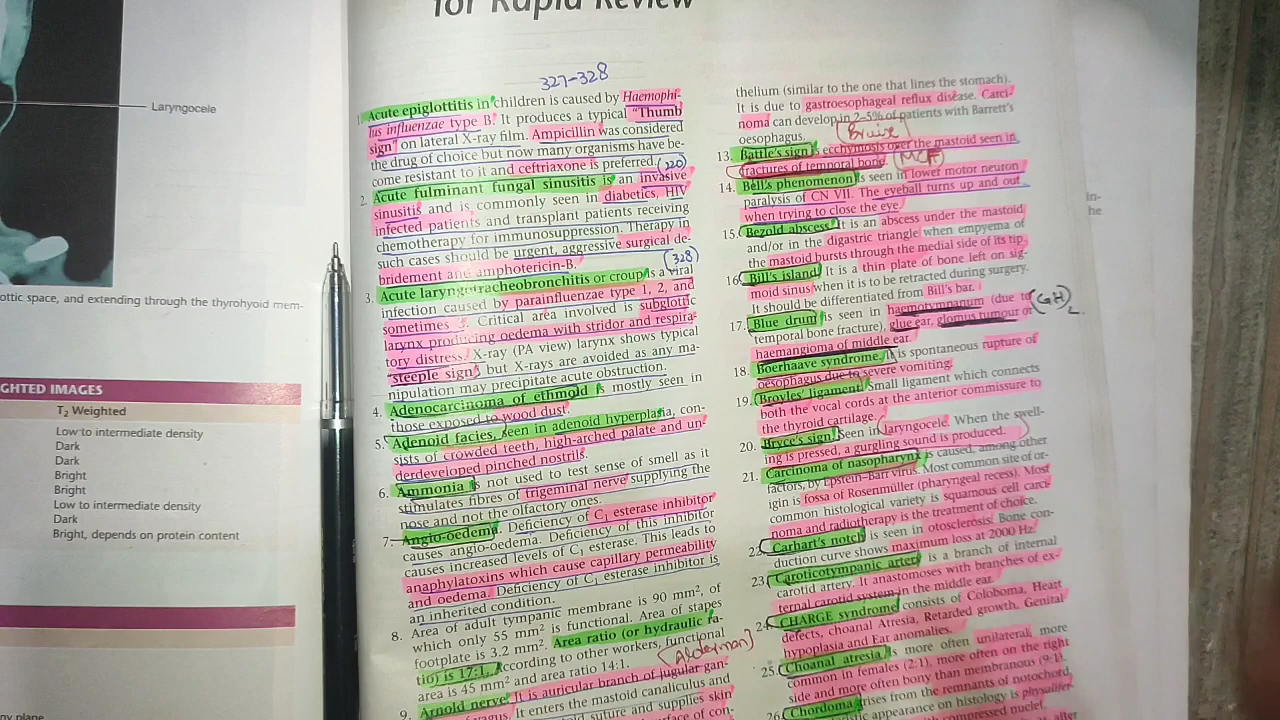 for Rapid Review
327-328
Laryngocele
ottic space, and extending through the thyrohyoid mem-
GHTED IMAGES
T2 Weighted
Low to intermediate density
Dark
Dark
Bright
Bright
Low to intermediate density
Dark
Bright, depends on protein content
ny plane
1. Acute epiglottitis in children is caused by Haemophi-
lus influenzae type B. It produces a typical "Thumb
sign" on lateral X-ray film. Ampicillin was considered
the drug of choice but now many organisms have be-
come resistant to it and ceftriaxone is preferred. (220)
2. Acute fulminant fungal sinusitis is an invasive
sinusitis and is commonly seen in diabetics, HIV
infected patients and transplant patients receiving
chemotherapy for immunosuppression. Therapy in
such cases should be urgent, aggressive surgical de-
bridement and amphotericin-B. (328)
3. Acute laryngotracheobronchitis or croup is a viral
infection caused by parainfluenzae type 1, 2, and
sometimes 3. Critical area involved is subglottic
larynx producing oedema with stridor and respira-
tory distress. X-ray (PA view) larynx shows typical
steeple sign, but X-rays are avoided as any ma-
nipulation may precipitate acute obstruction.
4. Adenocarcinoma of ethmoid is mostly seen in
those exposed to wood dust.
5. Adenoid facies, seen in adenoid hyperplasia, con-
sists of crowded teeth, high-arched palate and un-
derdeveloped pinched nostrils.
6. Ammonia is not used to test sense of smell as it
stimulates fibres of trigeminal nerve supplying the
nose and not the olfactory ones.
7. Angio-oedema. Deficiency of C1 esterase inhibitor
causes angio-oedema. Deficiency of this inhibitor
causes increased levels of C1 esterase. This leads to
anaphylatoxins which cause capillary permeability
and oedema. Deficiency of C1 esterase inhibitor is
an inherited condition.
8. Area of adult tympanic membrane is 90 mm2, of
which only 55 mm2 is functional. Area of stapes
footplate is 3.2 mm2. Area ratio (or hydraulic ra-
tio) is 17:1. According to other workers, functional
area is 45 mm2 and area ratio 14:1. [Alderman]
9. Arnold nerve. It is auricular branch of jugular gan-
vagus. It enters the mastoid canaliculus and
suture and supplies skin
surface of con-
thelium (similar to the one that lines the stomach).
It is due to gastroesophageal reflux disease. Carci-
noma can develop in 2–5% of patients with Barrett's
oesophagus. (Bruise)
13. Battle's sign is ecchymosis over the mastoid seen in
fractures of temporal bone. (MCF)
14. Bell's phenomenon is seen in lower motor neuron
paralysis of CN VII. The eyeball turns up and out
when trying to close the eye.
15. Bezold abscess. It is an abscess under the mastoid
and/or in the digastric triangle when empyema of
the mastoid bursts through the medial side of its tip.
16. Bill's island. It is a thin plate of bone left on sig-
moid sinus when it is to be retracted during surgery.
It should be differentiated from Bill's bar.
17. Blue drum is seen in haemotympanum (due to
temporal bone fracture), glue ear, glomus tumour or (GH)2
haemangioma of middle ear.
18. Boerhaave syndrome. It is spontaneous rupture of
oesophagus due to severe vomiting.
19. Broyles' ligament. Small ligament which connects
both the vocal cords at the anterior commissure to
the thyroid cartilage.
20. Bryce's sign. Seen in laryngocele. When the swell-
ing is pressed, a gurgling sound is produced.
21. Carcinoma of nasopharynx is caused, among other
factors, by Epstein–Barr virus. Most common site of or-
igin is fossa of Rosenmüller (pharyngeal recess). Most
common histological variety is squamous cell carci-
noma and radiotherapy is the treatment of choice.
22. Carhart's notch is seen in otosclerosis. Bone con-
duction curve shows maximum loss at 2000 Hz.
23. Caroticotympanic artery is a branch of internal
carotid artery. It anastomoses with branches of ex-
ternal carotid system in the middle ear.
24. CHARGE syndrome consists of Coloboma, Heart
defects, choanal Atresia, Retarded growth, Genital
hypoplasia and Ear anomalies.
25. Choanal atresia is more often unilateral, more
common in females (2:1), more often on the right
side and more often bony than membranous (9:1).
26. Chordoma arises from the remnants of notochord.
appearance on histology is physalifer-
compressed nuclei.
after
in-
he